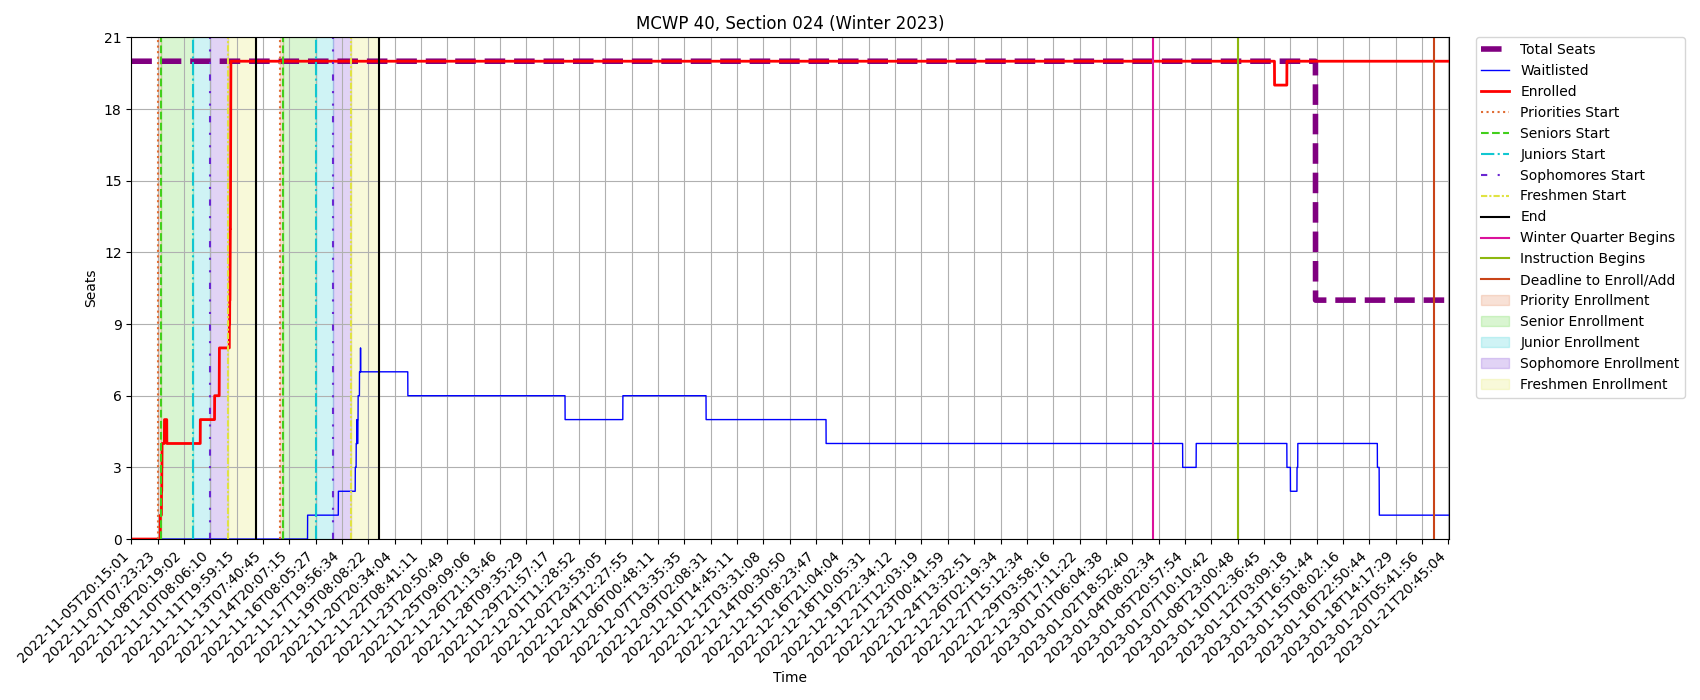 MCWP 40, Section 024 (Winter 2023)
21
18
15
12
9
6
3
0
Seats
2022-11-05T20:15:01
2022-11-07T07:23:23
2022-11-08T20:19:02
2022-11-10T08:06:10
2022-11-11T19:59:15
2022-11-13T07:40:45
2022-11-14T20:07:15
2022-11-16T08:05:27
2022-11-17T19:56:34
2022-11-19T08:08:22
2022-11-20T20:34:04
2022-11-22T08:41:11
2022-11-23T20:50:49
2022-11-25T09:09:06
2022-11-26T21:13:46
2022-11-28T09:35:29
2022-11-29T21:57:17
2022-12-01T11:28:52
2022-12-02T23:53:05
2022-12-04T12:27:55
2022-12-06T00:48:11
2022-12-07T13:35:35
2022-12-09T02:08:31
2022-12-10T14:45:11
2022-12-12T03:31:08
2022-12-14T00:30:50
2022-12-15T08:23:47
2022-12-16T21:04:04
2022-12-18T10:05:31
2022-12-19T22:34:12
2022-12-21T12:03:19
2022-12-23T00:41:59
2022-12-24T13:32:51
2022-12-26T02:19:34
2022-12-27T15:12:34
2022-12-29T03:58:16
2022-12-30T17:11:22
2023-01-01T06:04:38
2023-01-02T18:52:40
2023-01-04T08:02:34
2023-01-05T20:57:54
2023-01-07T10:10:42
2023-01-08T23:00:48
2023-01-10T12:36:45
2023-01-12T03:09:18
2023-01-13T16:51:44
2023-01-15T08:02:16
2023-01-16T22:50:44
2023-01-18T14:17:29
2023-01-20T05:41:56
2023-01-21T20:45:04
Time
Total Seats
Waitlisted
Enrolled
Priorities Start
Seniors Start
Juniors Start
Sophomores Start
Freshmen Start
End
Winter Quarter Begins
Instruction Begins
Deadline to Enroll/Add
Priority Enrollment
Senior Enrollment
Junior Enrollment
Sophomore Enrollment
Freshmen Enrollment